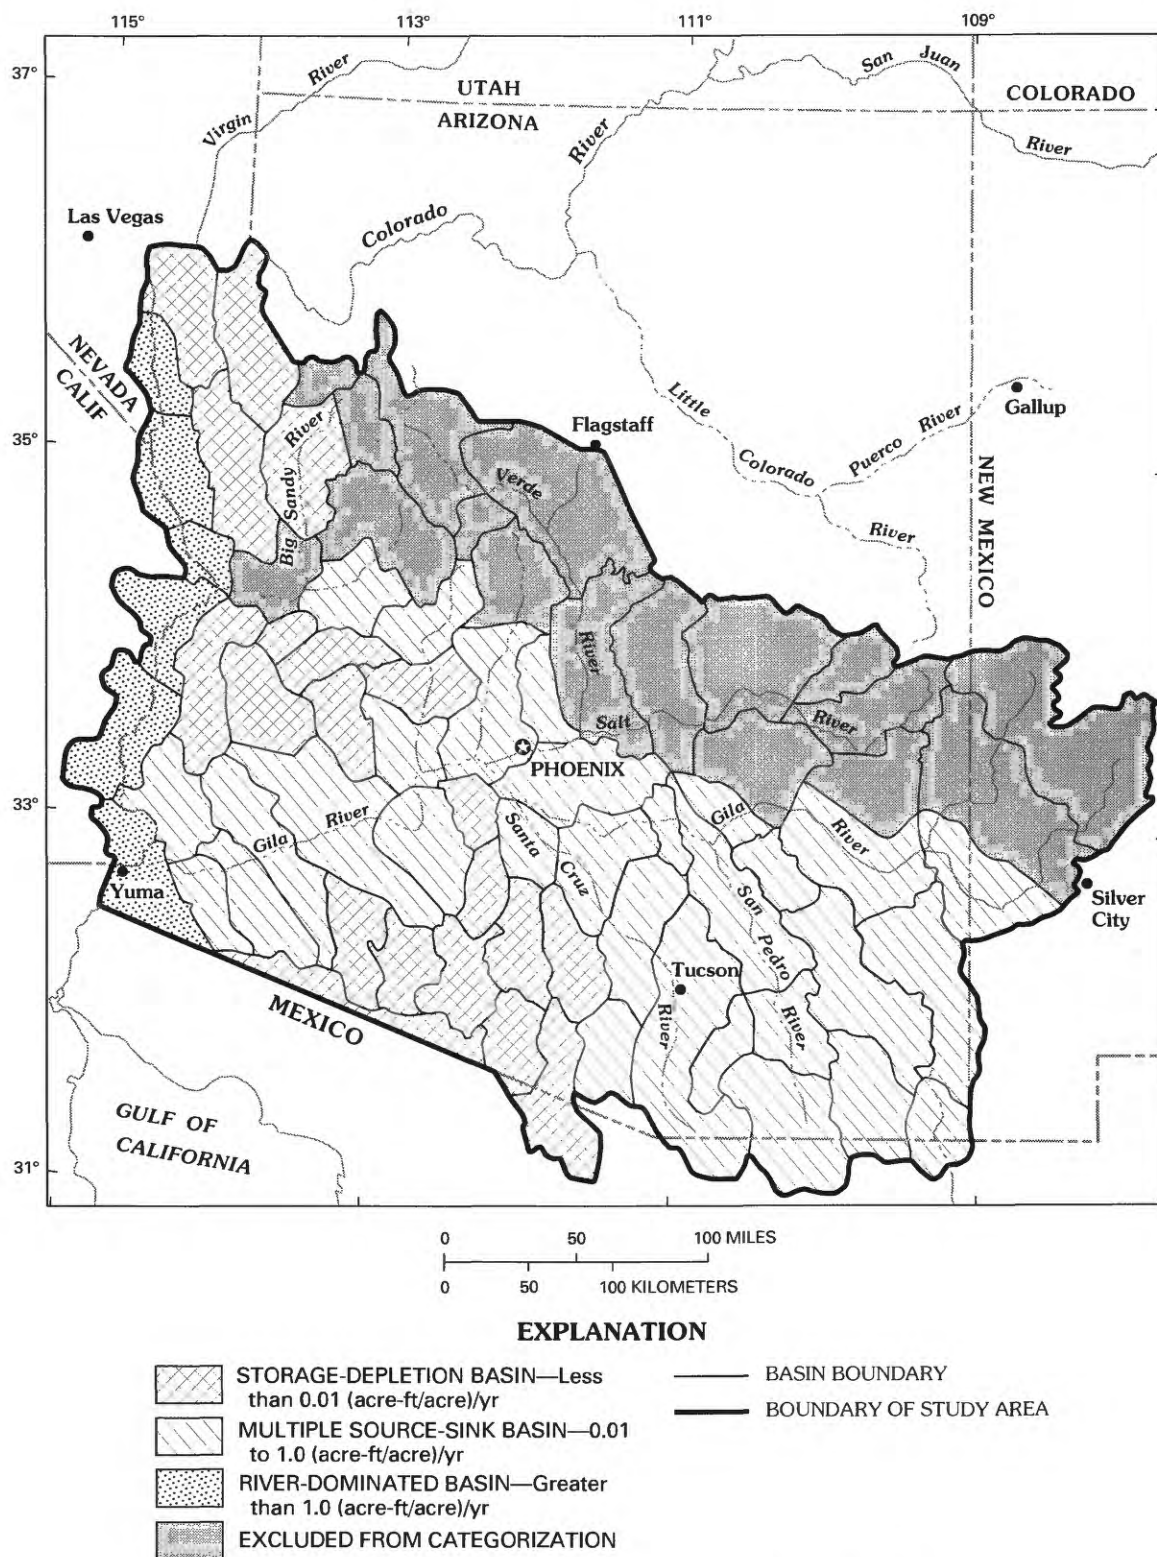 115°
113°
111°
109°
37°
Virgin
River
UTAH
ARIZONA
River
San
Juan
COLORADO
River
Las Vegas
Colorado
NEVADA
CALIF
35°
Big Sandy River
Flagstaff
Verde
Little
Colorado
River
Puerco River
Gallup
NEW MEXICO
River
Salt
River
PHOENIX
33°
Gila
River
Santa
Cruz
River
Gila
River
San
Pedro
River
Yuma
Tucson
Silver
City
MEXICO
GULF OF
CALIFORNIA
31°
0 50 100 MILES
0 50 100 KILOMETERS
EXPLANATION
STORAGE-DEPLETION BASIN—Less
than 0.01 (acre-ft/acre)/yr
MULTIPLE SOURCE-SINK BASIN—0.01
to 1.0 (acre-ft/acre)/yr
RIVER-DOMINATED BASIN—Greater
than 1.0 (acre-ft/acre)/yr
EXCLUDED FROM CATEGORIZATION
BASIN BOUNDARY
BOUNDARY OF STUDY AREA